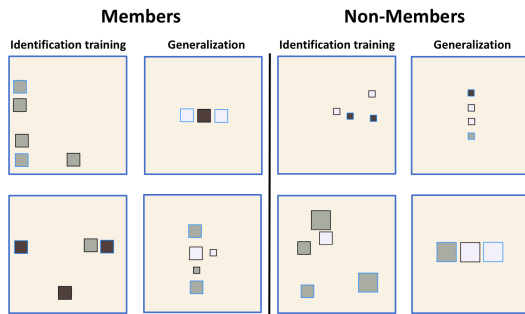 Members
Non-Members
Identification training
Generalization
Identification training
Generalization